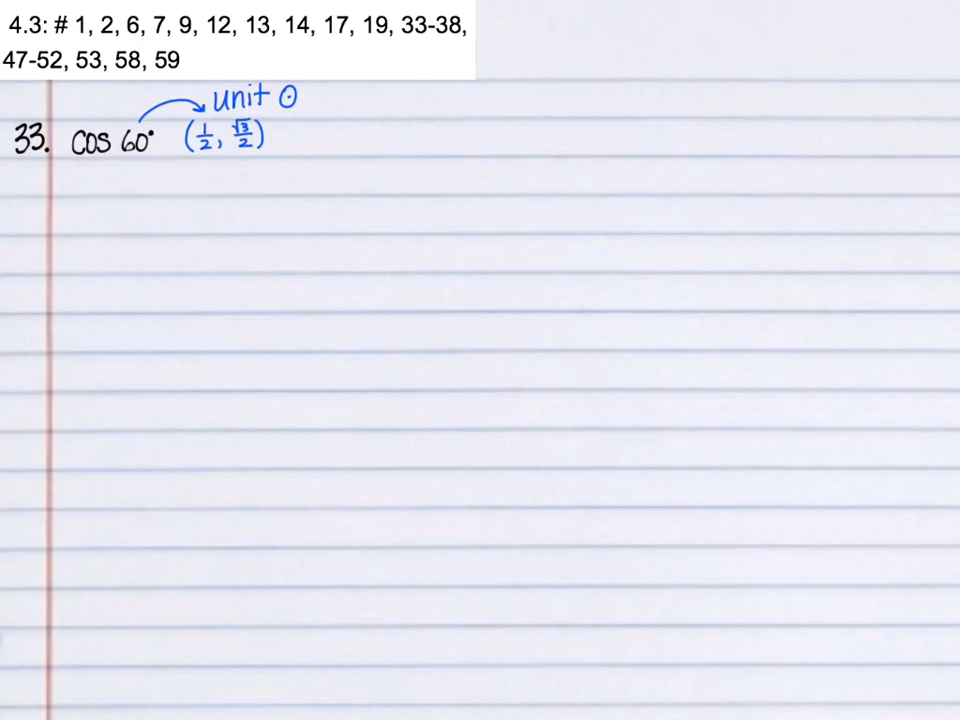 4.3: # 1, 2, 6, 7, 9, 12, 13, 14, 17, 19, 33-38,
47-52, 53, 58, 59
unit ⊙
33. cos 60° (1/2, √3/2)